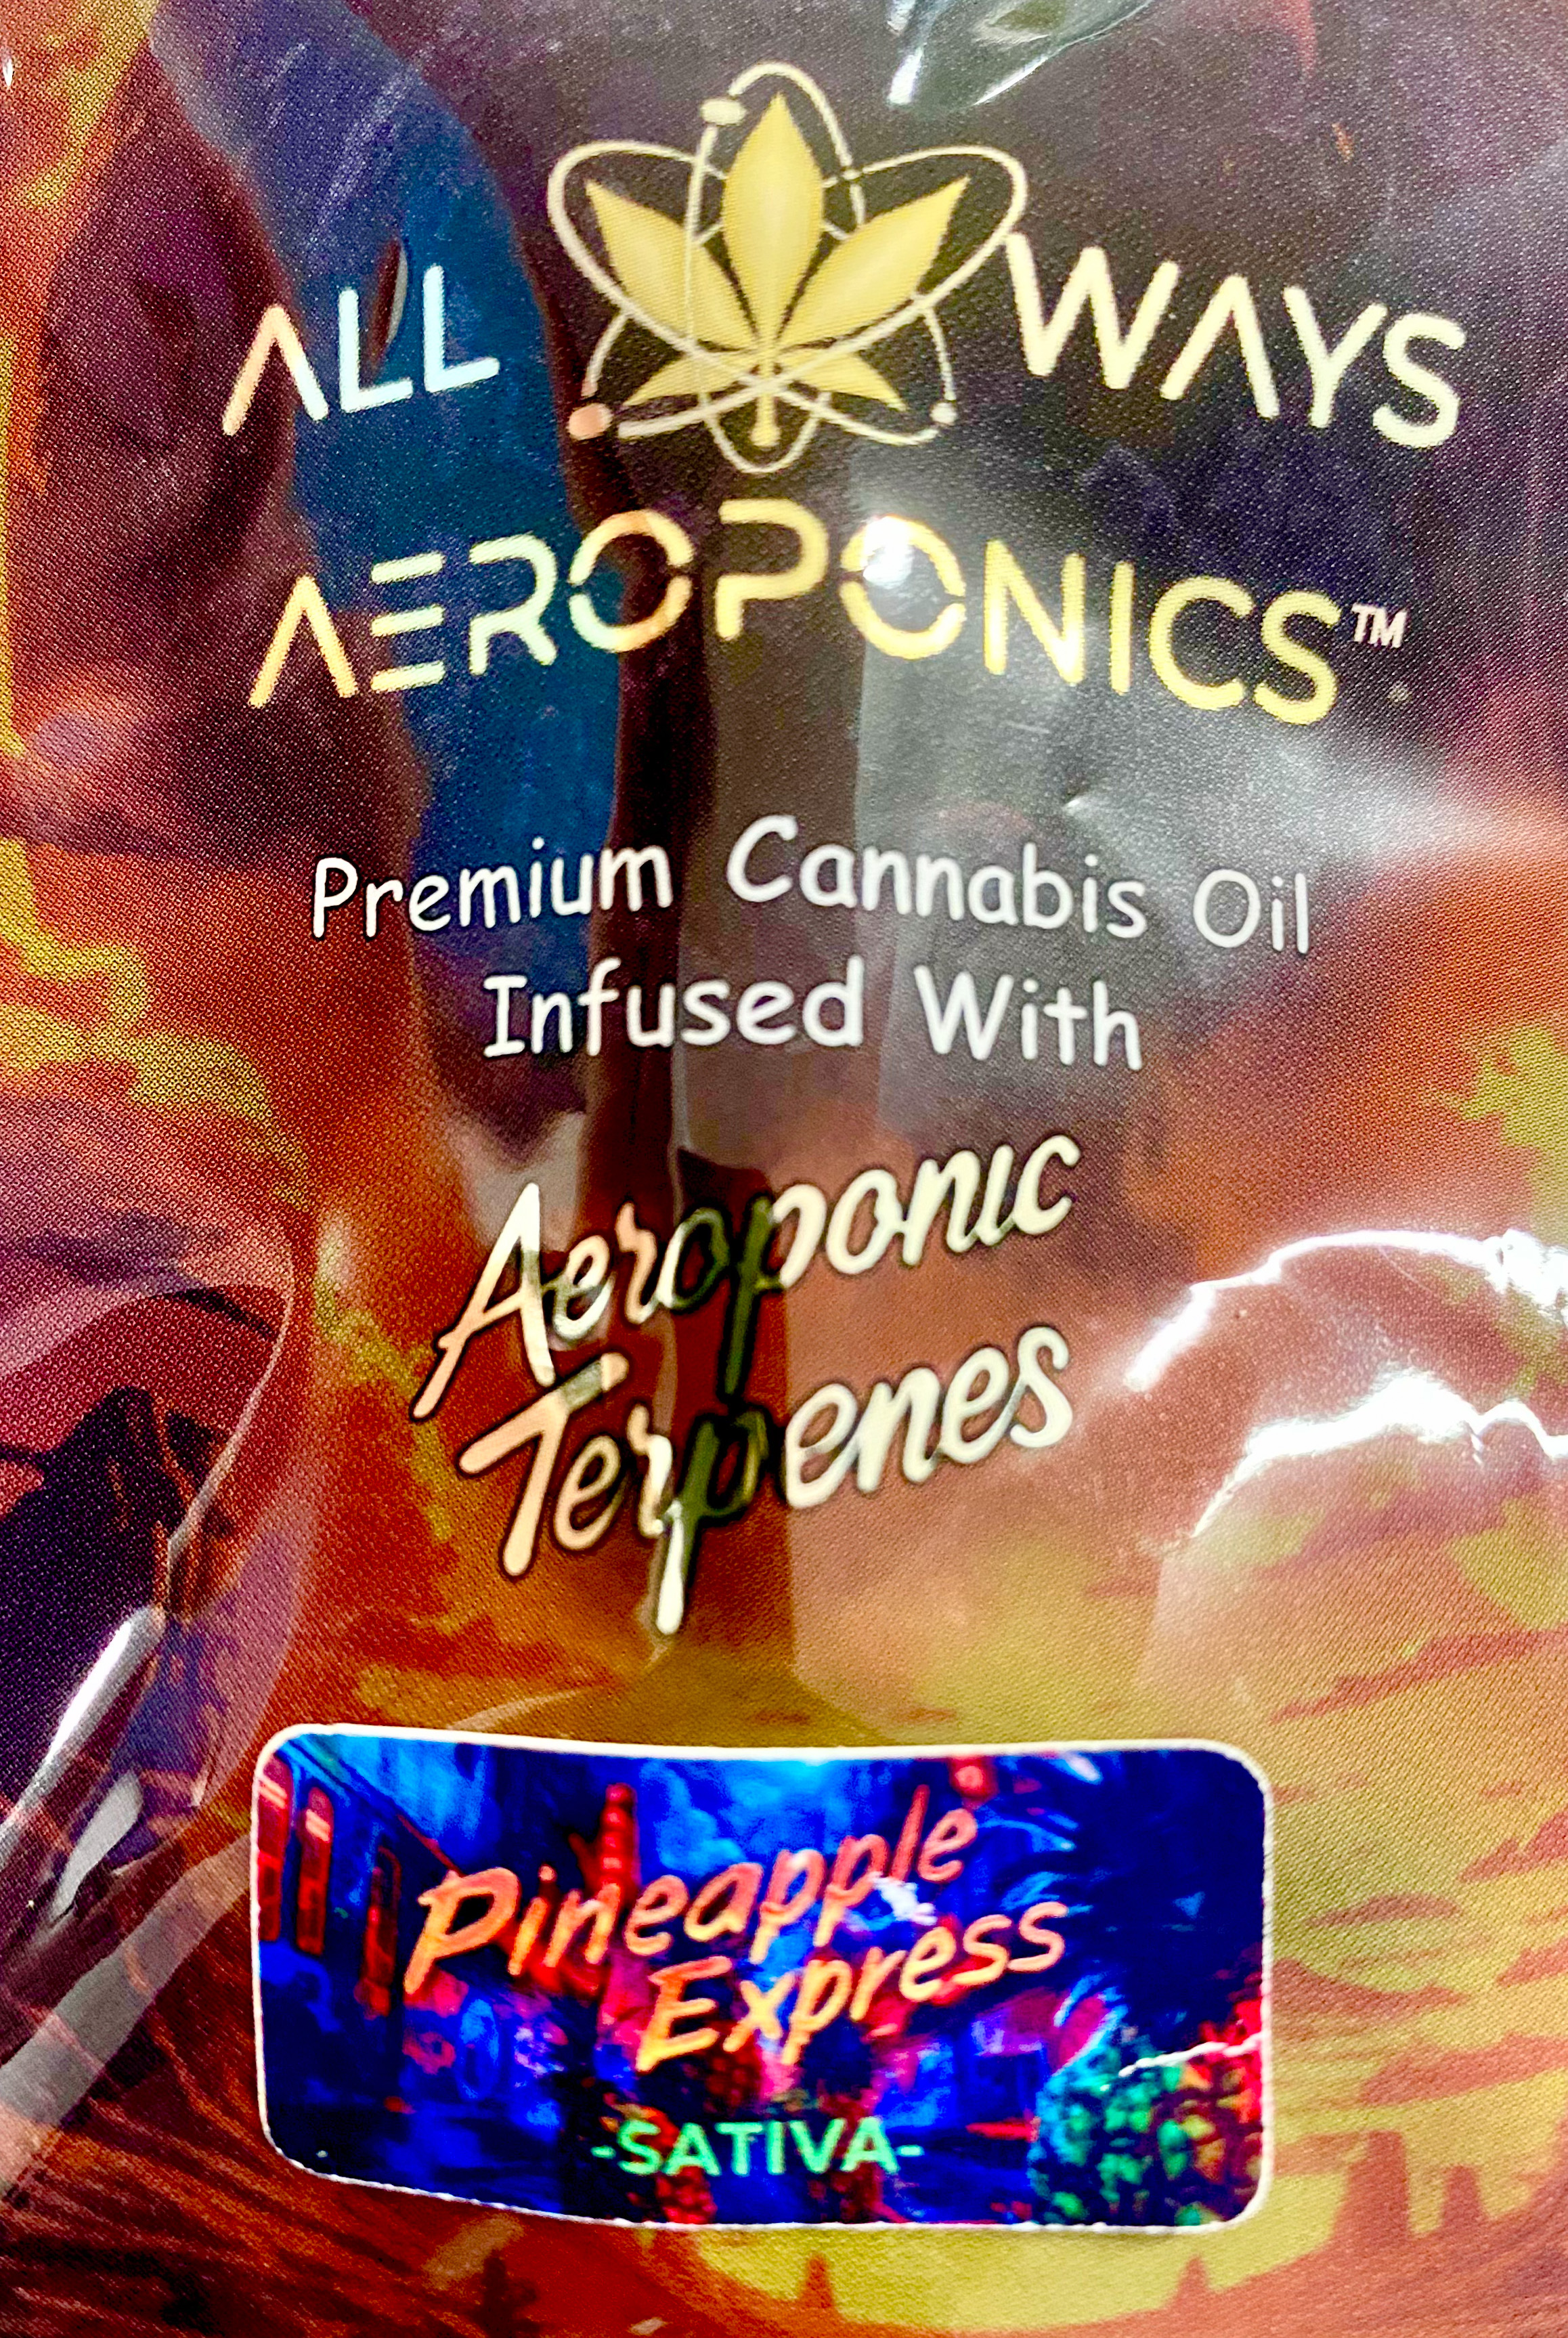 ALL WAYS
AEROPONICS™
Premium Cannabis Oil
Infused With
Aeroponic
Terpenes
Pineapple
Express
-SATIVA-